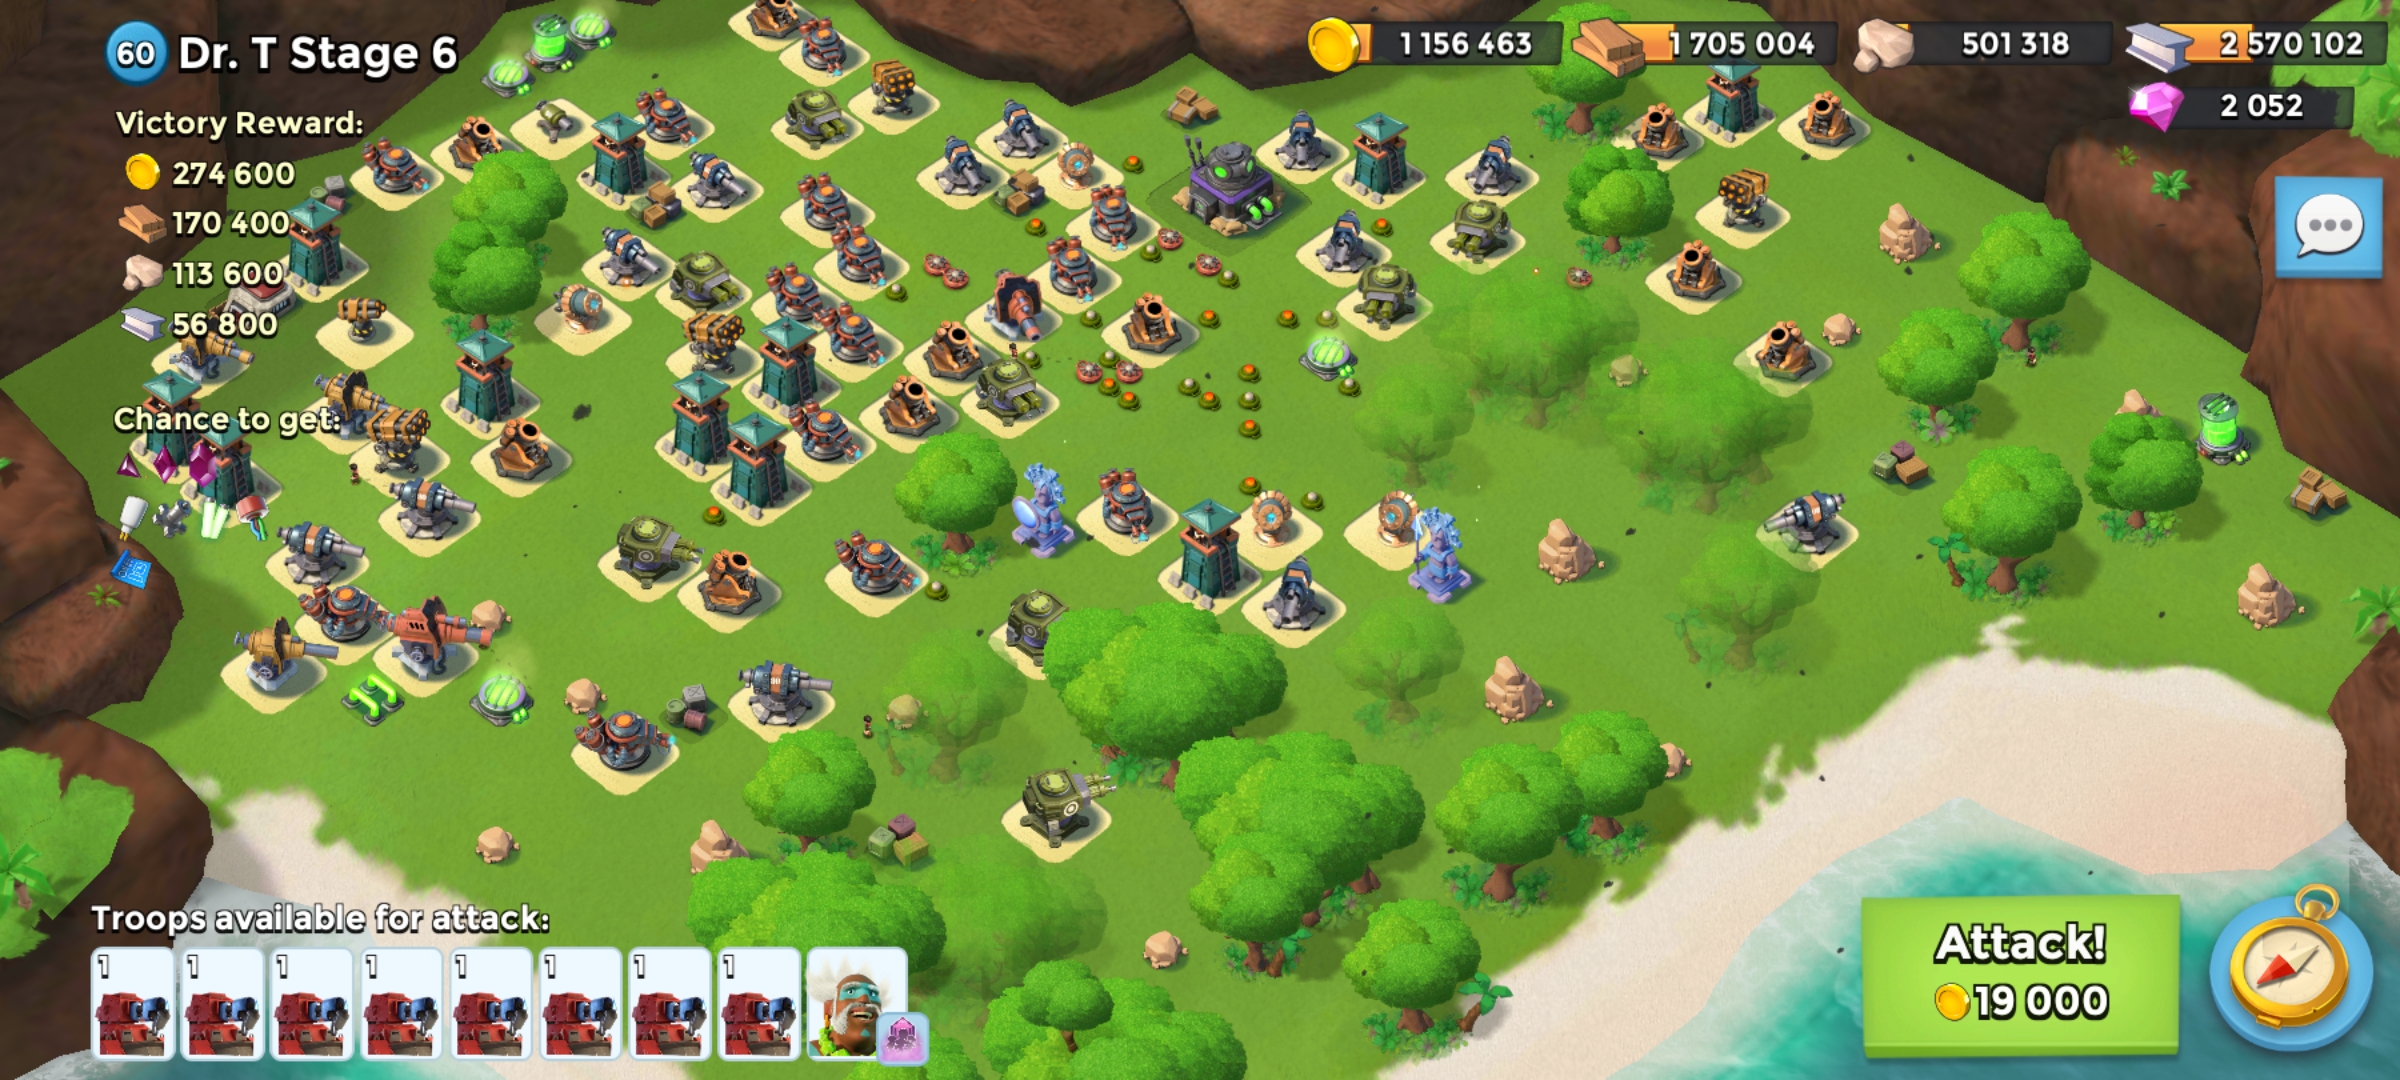 60 Dr. T Stage 6
1 156 463
1 705 004
501 318
2 570 102
2 052
Victory Reward:
274 600
170 400
113 600
56 800
Chance to get:
30
Troops available for attack:
1 1 1 1 1 1 1 1
Attack!
19 000